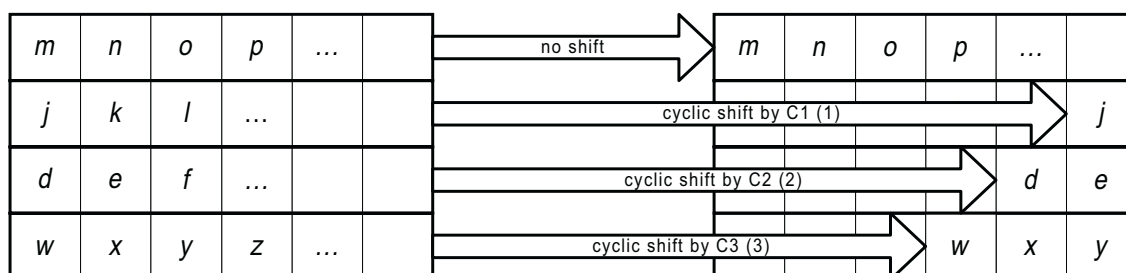 m n o p ... no shift m n o p ...
j k l ... cyclic shift by C1 (1) j
d e f ... cyclic shift by C2 (2) d e
w x y z ... cyclic shift by C3 (3) w x y